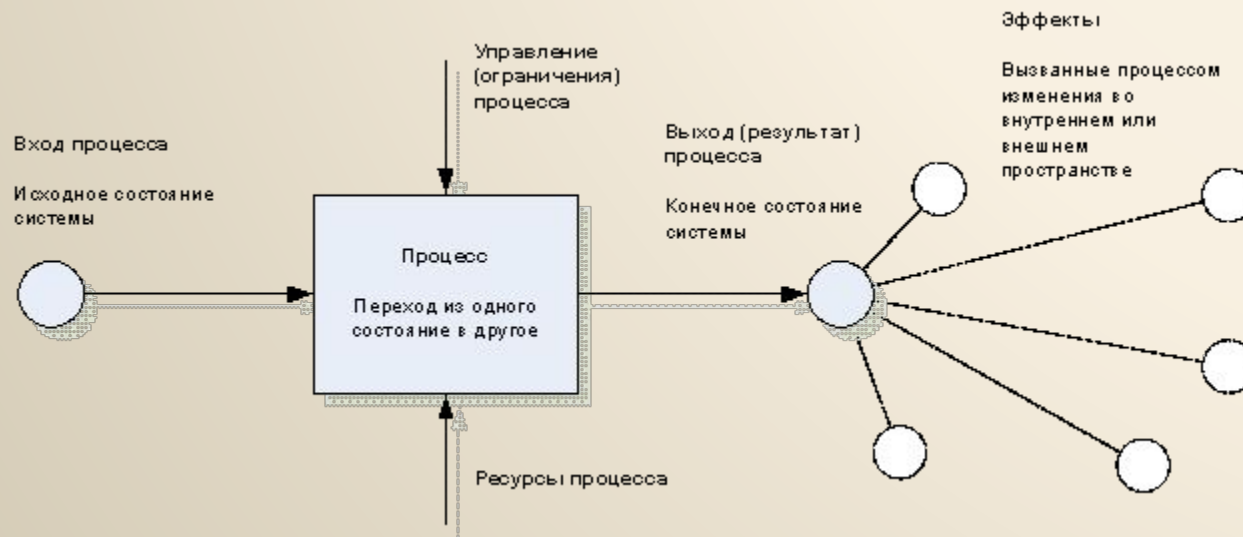 Вход процесса
Исходное состояние
системы
Управление
(ограничения)
процесса
Процесс
Переход из одного
состояние в другое
Ресурсы процесса
Выход (результат)
процесса
Конечное состояние
системы
Эффекты
Вызванные процессом
изменения во
внутреннем или
внешнем
пространстве